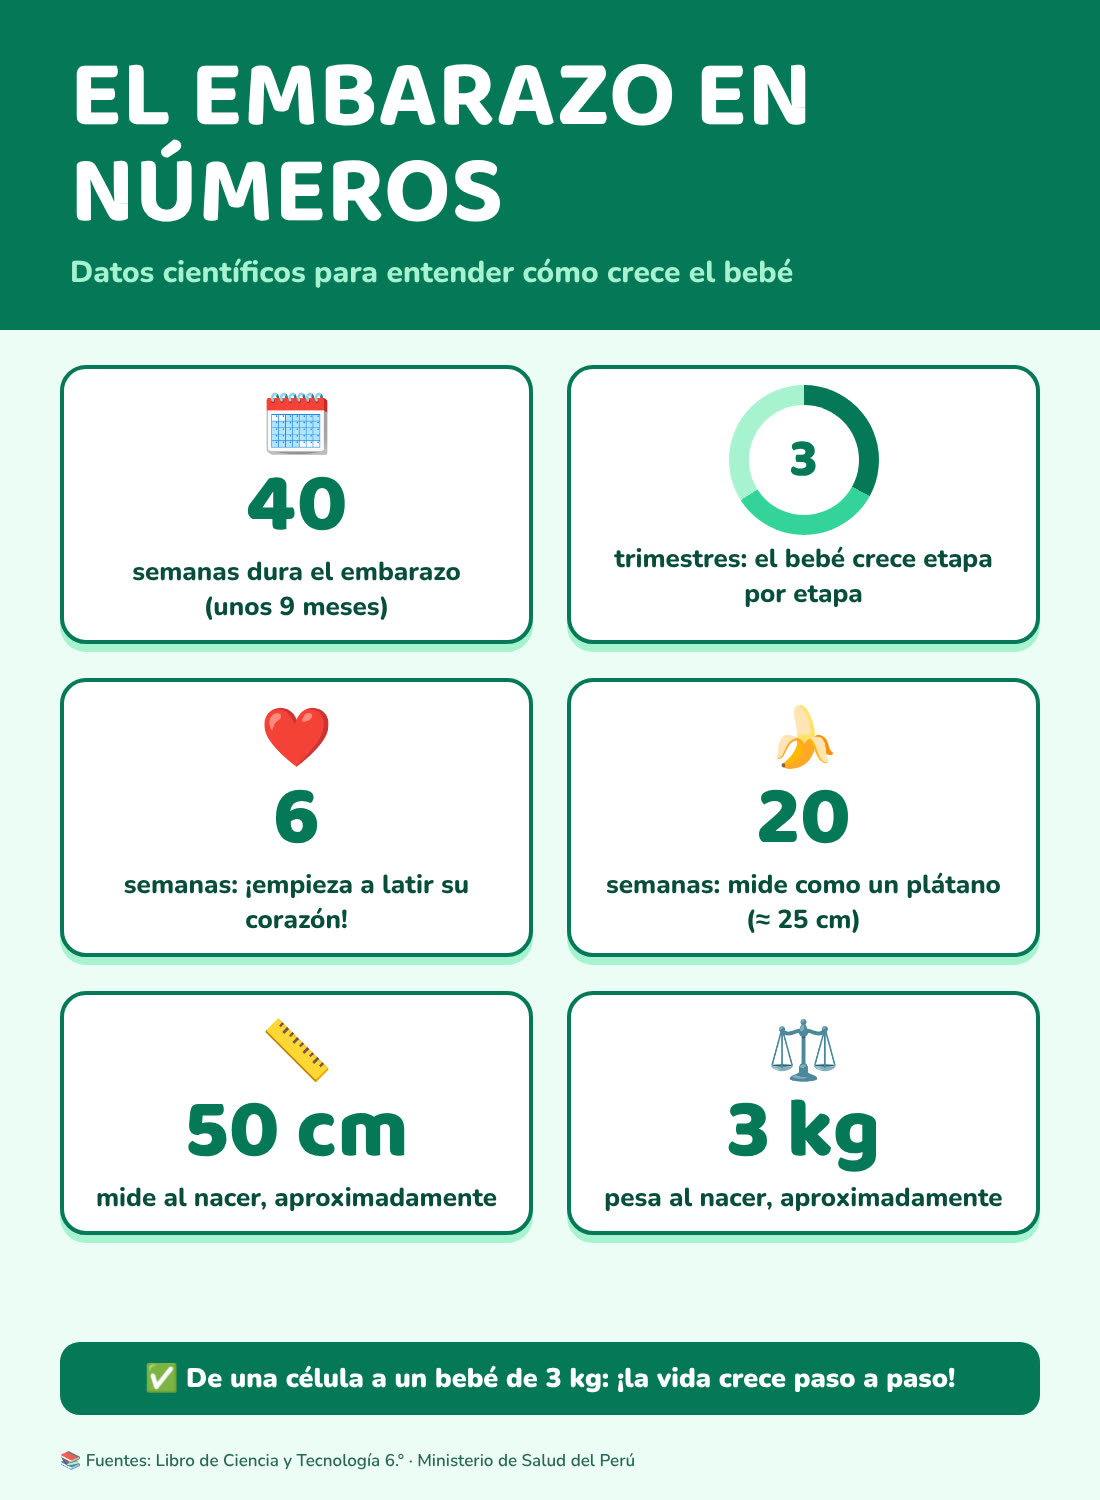 EL EMBARAZO EN
NÚMEROS
Datos científicos para entender cómo crece el bebé
40
semanas dura el embarazo
(unos 9 meses)
3
trimestres: el bebé crece etapa
por etapa
6
semanas: ¡empieza a latir su
corazón!
20
semanas: mide como un plátano
(≈ 25 cm)
50 cm
mide al nacer, aproximadamente
3 kg
pesa al nacer, aproximadamente
✅ De una célula a un bebé de 3 kg: ¡la vida crece paso a paso!
📚 Fuentes: Libro de Ciencia y Tecnología 6.° · Ministerio de Salud del Perú